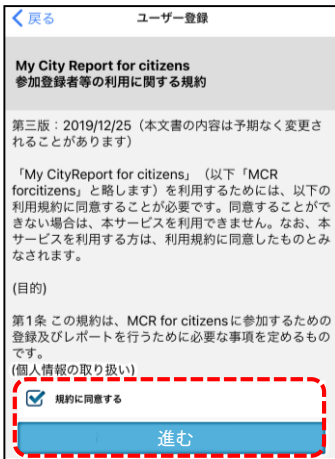 戻る ユーザー登録
My City Report for citizens
参加登録者等の利用に関する規約
第三版：2019/12/25（本文書の内容は予期なく変更さ
れることがあります）
「My CityReport for citizens」（以下「MCR
forcitizens」と略します）を利用するためには、以下の
利用規約に同意することが必要です。同意することがで
きない場合は、本サービスを利用できません。なお、本
サービスを利用する方は、利用規約に同意したものとみ
なされます。
(目的)
第1条 この規約は、MCR for citizensに参加するための
登録及びレポートを行うために必要な事項を定めるもの
です。
(個人情報の取り扱い)
規約に同意する
進む